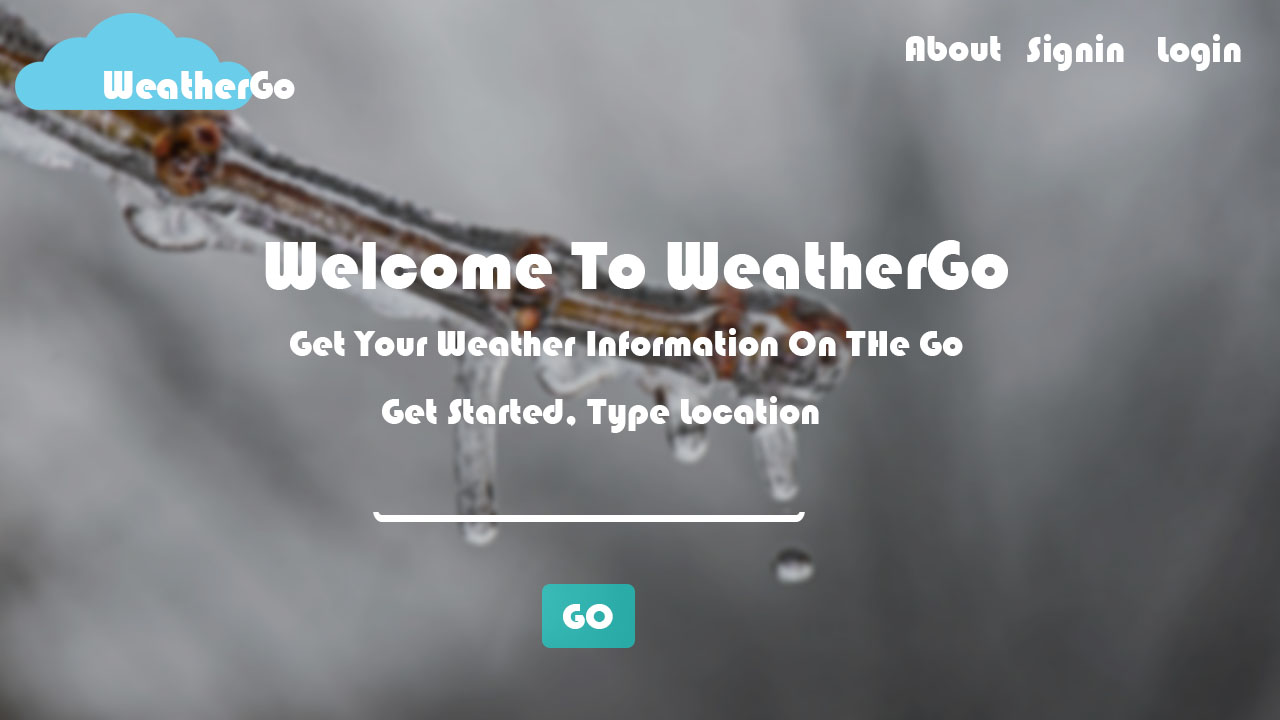 WeatherGo
About Signin Login
Welcome To WeatherGo
Get Your Weather Information On THe Go
Get Started, Type Location
GO